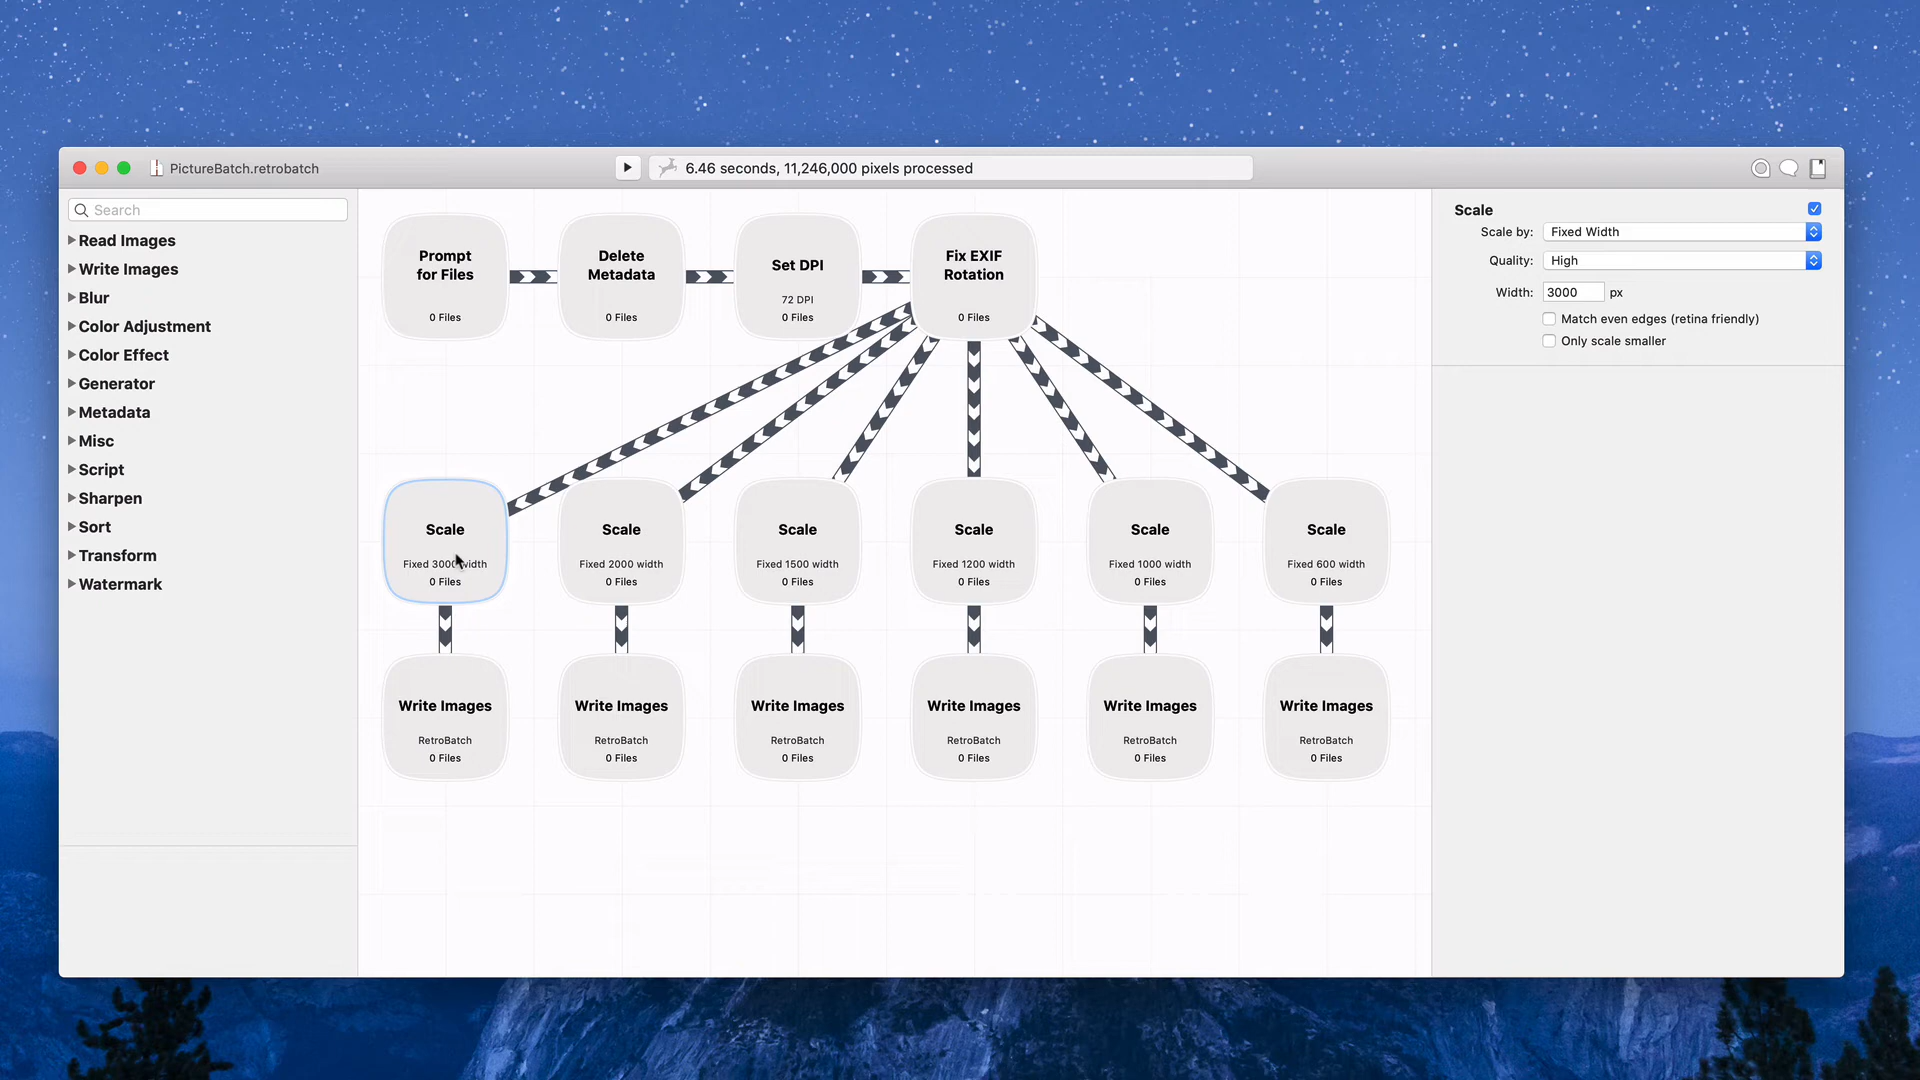 PictureBatch.retrobatch
6.46 seconds, 11,246,000 pixels processed
Search
Read Images
Write Images
Blur
Color Adjustment
Color Effect
Generator
Metadata
Misc
Script
Sharpen
Sort
Transform
Watermark
Prompt
for Files
0 Files
Delete
Metadata
0 Files
Set DPI
72 DPI
0 Files
Fix EXIF
Rotation
0 Files
Scale
Fixed 3000 width
0 Files
Scale
Fixed 2000 width
0 Files
Scale
Fixed 1500 width
0 Files
Scale
Fixed 1200 width
0 Files
Scale
Fixed 1000 width
0 Files
Scale
Fixed 600 width
0 Files
Write Images
RetroBatch
0 Files
Write Images
RetroBatch
0 Files
Write Images
RetroBatch
0 Files
Write Images
RetroBatch
0 Files
Write Images
RetroBatch
0 Files
Write Images
RetroBatch
0 Files
Scale
Scale by: Fixed Width
Quality: High
Width: 3000 px
Match even edges (retina friendly)
Only scale smaller